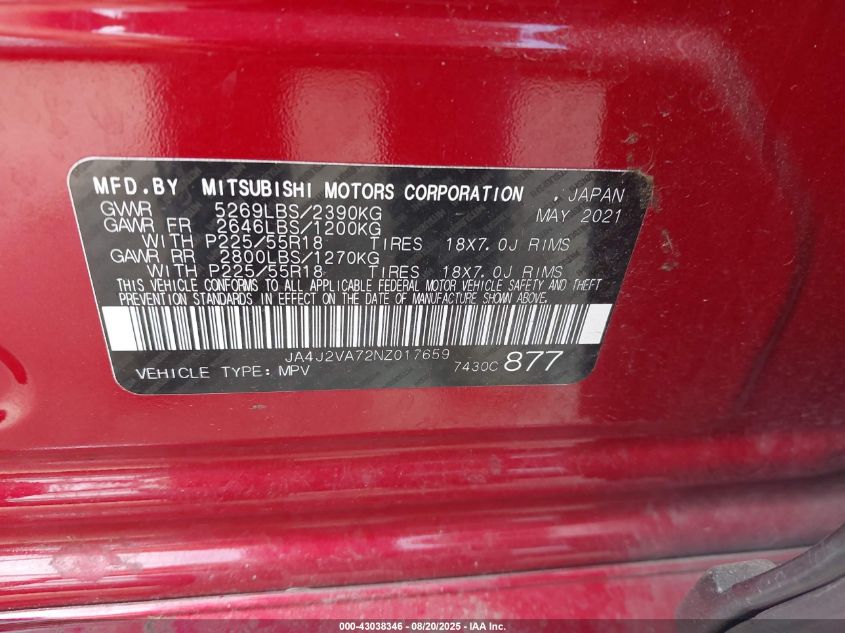 MFD.BY MITSUBISHI MOTORS CORPORATION , JAPAN
GVWR 5269LBS/2390KG MAY 2021
GAWR FR 2646LBS/1200KG
WITH P225/55R18 TIRES 18X7.0J RIMS
GAWR RR 2800LBS/1270KG
WITH P225/55R18 TIRES 18X7.0J RIMS
THIS VEHICLE CONFORMS TO ALL APPLICABLE FEDERAL MOTOR VEHICLE SAFETY AND THEFT
PREVENTION STANDARDS IN EFFECT ON THE DATE OF MANUFACTURE SHOWN ABOVE.
JA4J2VA72NZ017659
VEHICLE TYPE: MPV 7430C 877
000-43038346 - 08/20/2025 - IAAI.com